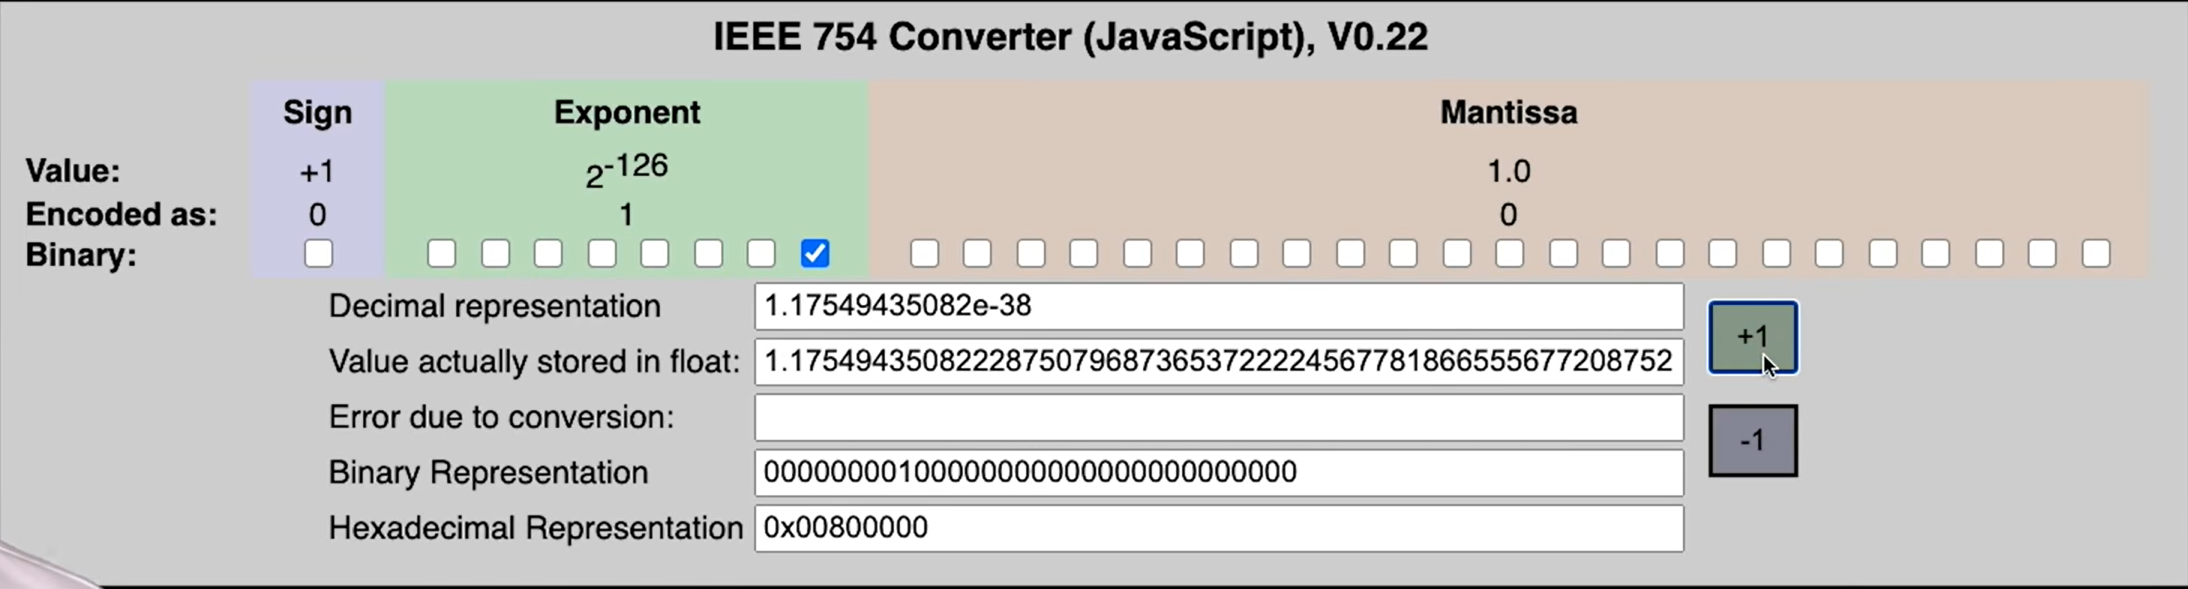 IEEE 754 Converter (JavaScript), V0.22
Sign Exponent Mantissa
Value: +1 2-126 1.0
Encoded as: 0 1 0
Binary:
Decimal representation 1.17549435082e-38
+1
Value actually stored in float: 1.1754943508222875079687365372222456778186655567720875​2
Error due to conversion:
-1
Binary Representation 00000000100000000000000000000000
Hexadecimal Representation 0x00800000